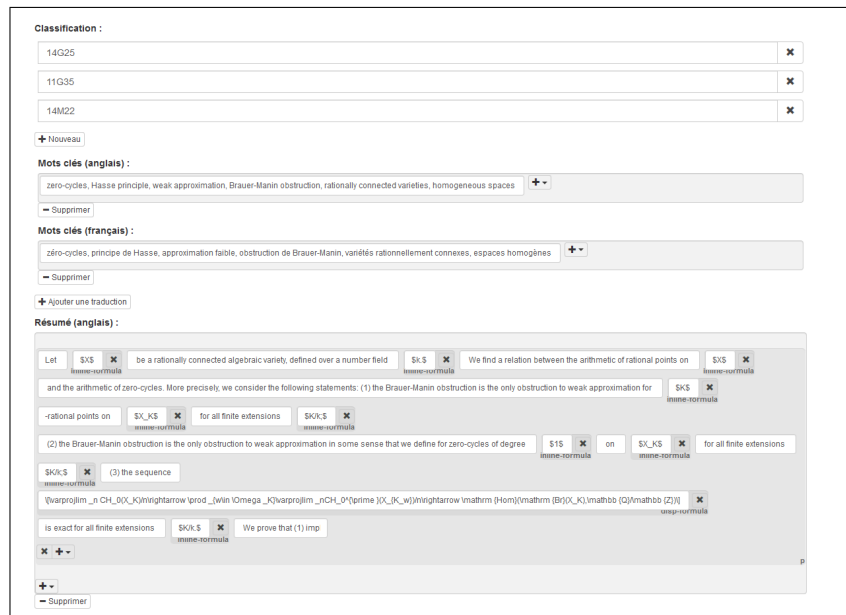 Classification :
14G25 ✖
11G35 ✖
14M22 ✖
+ Nouveau
Mots clés (anglais) :
zero-cycles, Hasse principle, weak approximation, Brauer-Manin obstruction, rationally connected varieties, homogeneous spaces +
− Supprimer
Mots clés (français) :
zéro-cycles, principe de Hasse, approximation faible, obstruction de Brauer-Manin, variétés rationnellement connexes, espaces homogènes +
− Supprimer
+ Ajouter une traduction
Résumé (anglais) :
Let $X$ ✖ be a rationally connected algebraic variety, defined over a number field $k.$ ✖ We find a relation between the arithmetic of rational points on $X$ ✖
inline-formula inline-formula inline-formula
and the arithmetic of zero-cycles. More precisely, we consider the following statements: (1) the Brauer-Manin obstruction is the only obstruction to weak approximation for $K$ ✖
inline-formula
-rational points on $X_K$ ✖ for all finite extensions $K/k;$ ✖
inline-formula inline-formula
(2) the Brauer-Manin obstruction is the only obstruction to weak approximation in some sense that we define for zero-cycles of degree $1$ ✖ on $X_K$ ✖ for all finite extensions
inline-formula inline-formula
$K/k;$ ✖ (3) the sequence
inline-formula
\[\varprojlim _n CH_0(X_K)/n\rightarrow \prod _{w\in \Omega _K}\varprojlim _nCH_0^{\prime }(X_{K_w})/n\rightarrow \mathrm {Hom}(\mathrm {Br}(X_K),\mathbb {Q}/\mathbb {Z})\] ✖
disp-formula
is exact for all finite extensions $K/k.$ ✖ We prove that (1) imp
inline-formula
✖ +
p
+
− Supprimer